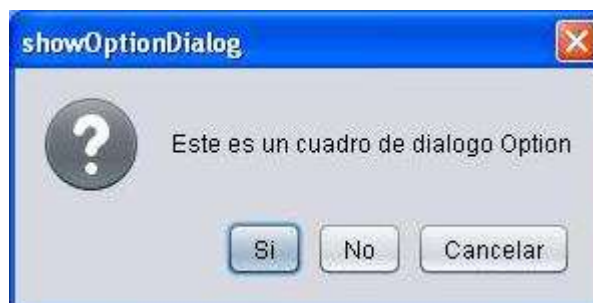 showOptionDialog
?
Este es un cuadro de dialogo Option
Si No Cancelar